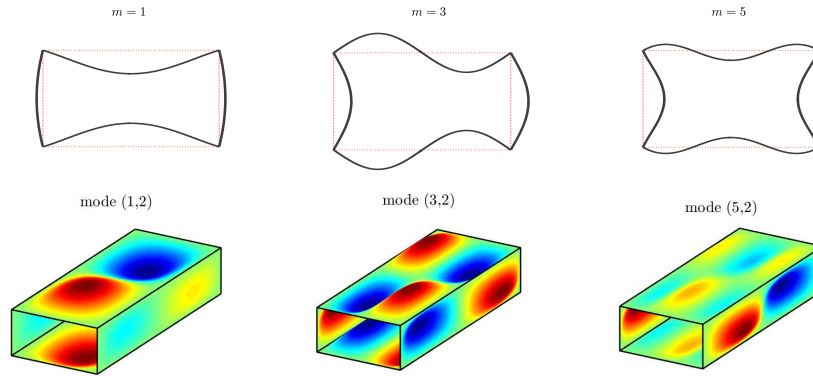 m = 1
m = 3
m = 5
mode (1,2)
mode (3,2)
mode (5,2)